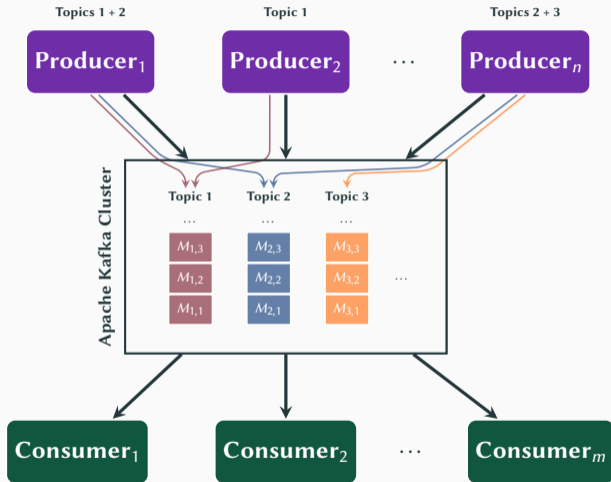 Topics 1 + 2
Topic 1
Topics 2 + 3
Producer₁
Producer₂
...
Producerₙ
Apache Kafka Cluster
Topic 1
Topic 2
Topic 3
...
...
...
M₁,₃
M₂,₃
M₃,₃
M₁,₂
M₂,₂
M₃,₂
...
M₁,₁
M₂,₁
M₃,₁
Consumer₁
Consumer₂
...
Consumerₘ